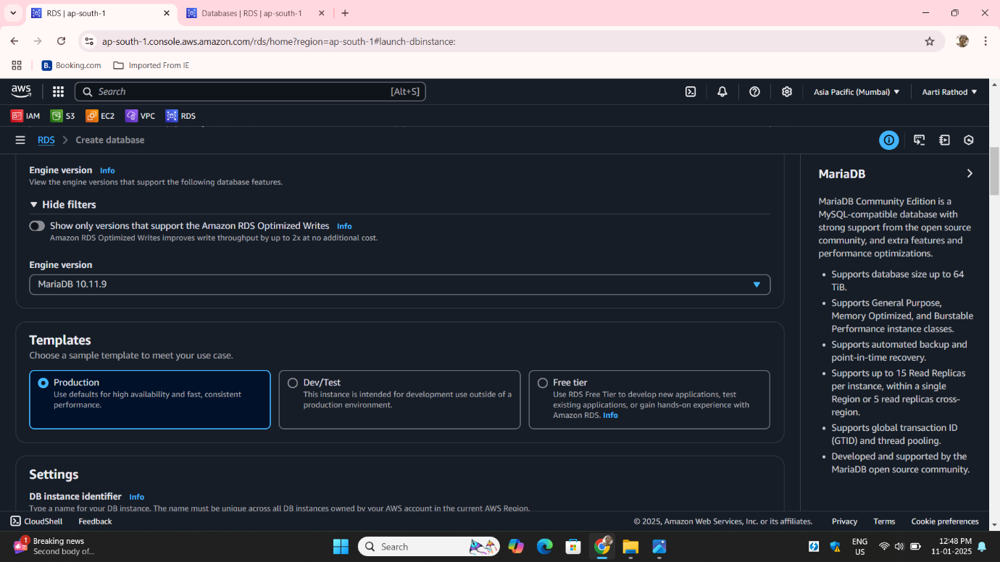 RDS | ap-south-1
Databases | RDS | ap-south-1
ap-south-1.console.aws.amazon.com/rds/home?region=ap-south-1#launch-dbinstance:
Booking.com
Imported From IE
aws
Search
[Alt+S]
Asia Pacific (Mumbai)
Aarti Rathod
IAM
S3
EC2
VPC
RDS
RDS
Create database
Engine version Info
View the engine versions that support the following database features.
Hide filters
Show only versions that support the Amazon RDS Optimized Writes Info
Amazon RDS Optimized Writes improves write throughput by up to 2x at no additional cost.
Engine version
MariaDB 10.11.9
Templates
Choose a sample template to meet your use case.
Production
Use defaults for high availability and fast, consistent
performance.
Dev/Test
This instance is intended for development use outside of a
production environment.
Free tier
Use RDS Free Tier to develop new applications, test
existing applications, or gain hands-on experience with
Amazon RDS. Info
Settings
DB instance identifier Info
Type a name for your DB instance. The name must be unique across all DB instances owned by your AWS account in the current AWS Region.
MariaDB
MariaDB Community Edition is a
MySQL-compatible database with
strong support from the open source
community, and extra features and
performance optimizations.
• Supports database size up to 64
TiB.
• Supports General Purpose,
Memory Optimized, and Burstable
Performance instance classes.
• Supports automated backup and
point-in-time recovery.
• Supports up to 15 Read Replicas
per instance, within a single
Region or 5 read replicas cross-
region.
• Supports global transaction ID
(GTID) and thread pooling.
• Developed and supported by the
MariaDB open source community.
CloudShell
Feedback
© 2025, Amazon Web Services, Inc. or its affiliates.
Privacy
Terms
Cookie preferences
1
Breaking news
Second body of...
Search
ENG
US
12:48 PM
11-01-2025